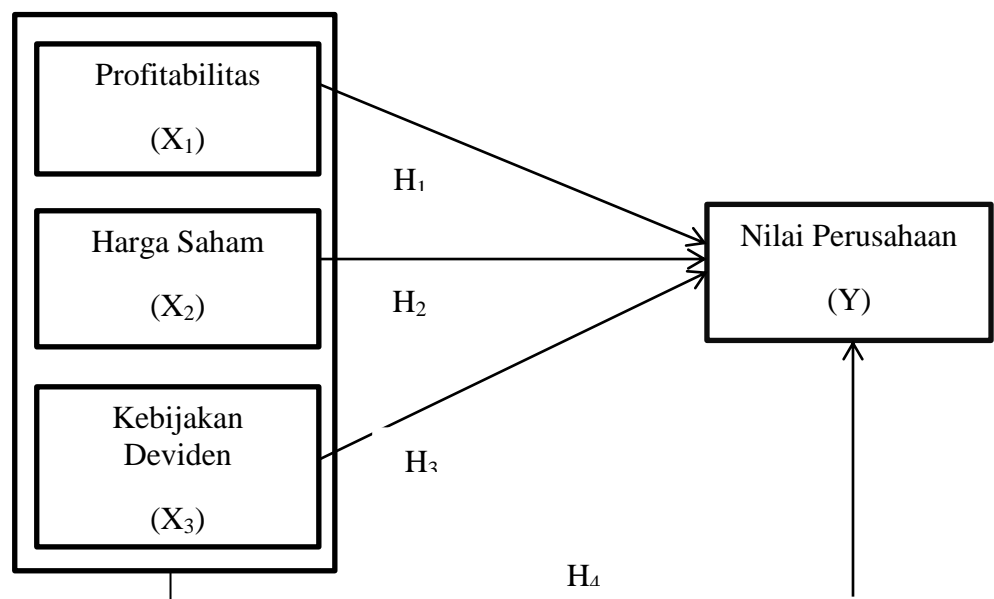 Profitabilitas
(X₁)
H₁
Harga Saham
(X₂)
H₂
Nilai Perusahaan
(Y)
Kebijakan
Deviden
(X₃)
H₃
H₄